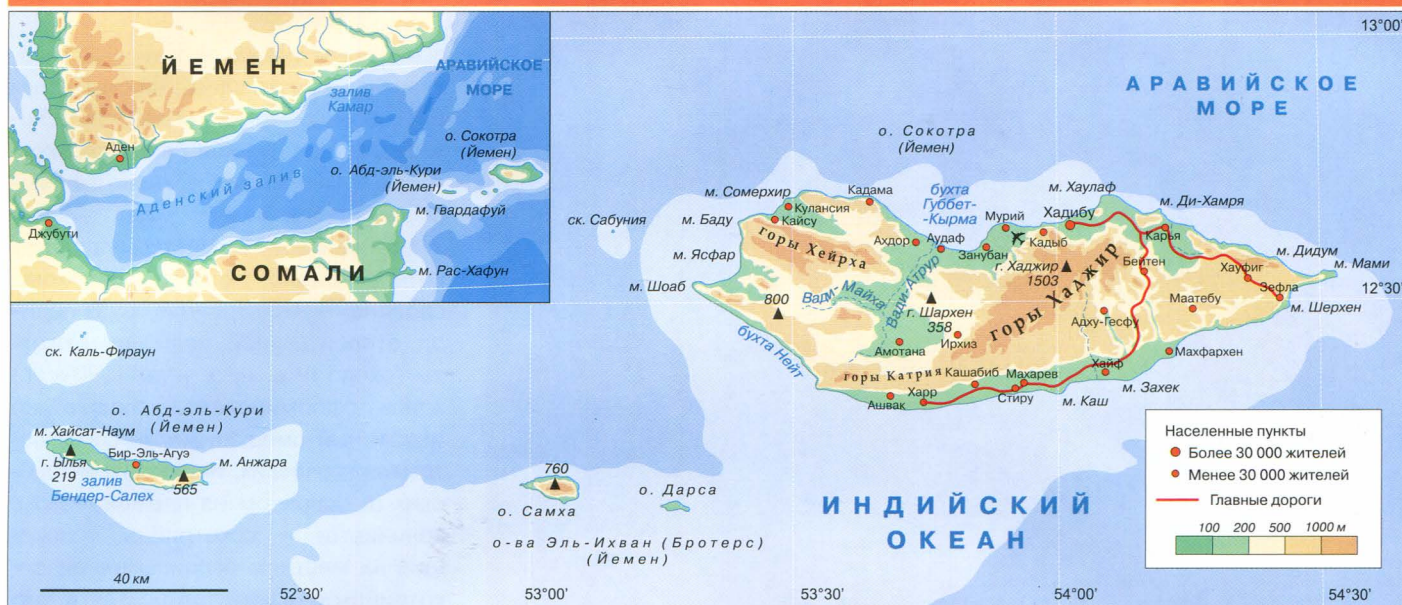 ЙЕМЕН
АРАВИЙСКОЕ
МОРЕ
залив
Камар
Аден
о. Сокотра
(Йемен)
о. Абд-эль-Кури
(Йемен)
Аденский залив
м. Гвардафуй
Джубути
СОМАЛИ
м. Рас-Хафун
13°00'
АРАВИЙСКОЕ
МОРЕ
о. Сокотра
(Йемен)
м. Сомерхир
Кадама
бухта
Губбет-
-Кырма
м. Хаулаф
ск. Сабуния
м. Баду
Кулансия
Кайсу
Мурий
Хадибу
м. Ди-Хамря
горы Хейрха
Ахдор
Аудаф
Зануban
Кадыб
Карья
м. Дидум
м. Ясфар
г. Хаджир
1503
Бейтен
Хауфиг
м. Мами
м. Шоаб
Вади-Майха
Вади-Атрур
горы Хаджир
Зефла
12°30'
800
г. Шархен
358
Маатебу
м. Шерхен
Адху-Гесфу
Ирхиз
бухта Нейт
Амотана
Махфархен
горы Катрия
Кашабиб
Махарев
Хайф
м. Захек
Ашвак
Харр
Стиру
м. Каш
ск. Каль-Фираун
о. Абд-эль-Кури
(Йемен)
м. Хайсат-Наум
Бир-Эль-Агуэ
м. Анжара
г. Ылья
219
залив
Бендер-Салех
565
760
о. Самха
о. Дарса
о-ва Эль-Ихван (Бротерс)
(Йемен)
ИНДИЙСКИЙ
ОКЕАН
Населенные пункты
Более 30 000 жителей
Менее 30 000 жителей
Главные дороги
100 200 500 1000 м
40 км
52°30'
53°00'
53°30'
54°00'
54°30'